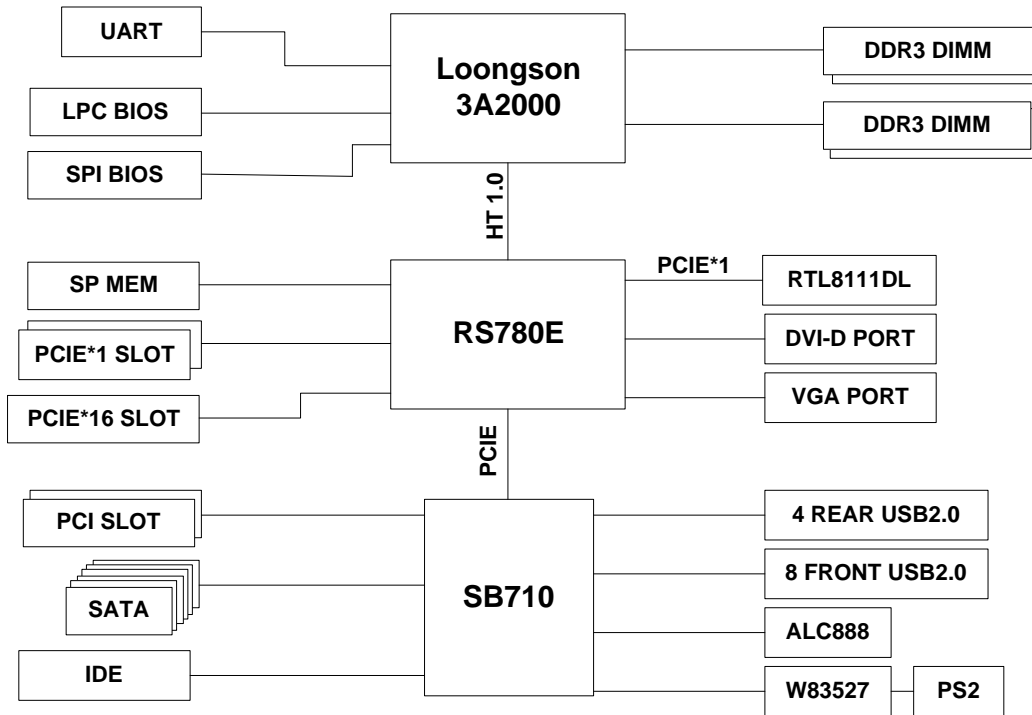 UART
LPC BIOS
SPI BIOS
Loongson
3A2000
DDR3 DIMM
DDR3 DIMM
HT 1.0
SP MEM
PCIE*1 SLOT
PCIE*16 SLOT
RS780E
PCIE*1
RTL8111DL
DVI-D PORT
VGA PORT
PCIE
PCI SLOT
SATA
IDE
SB710
4 REAR USB2.0
8 FRONT USB2.0
ALC888
W83527
PS2